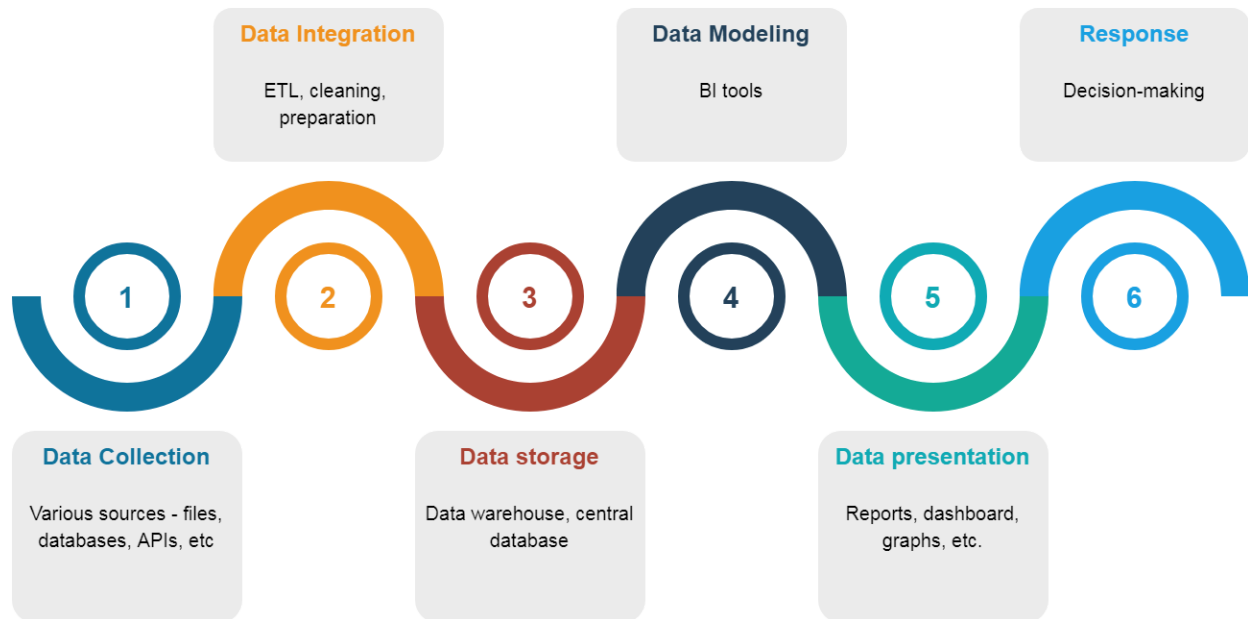 Data Integration
ETL, cleaning,
preparation
Data Modeling
BI tools
Response
Decision-making
1
2
3
4
5
6
Data Collection
Various sources - files,
databases, APIs, etc
Data storage
Data warehouse, central
database
Data presentation
Reports, dashboard,
graphs, etc.